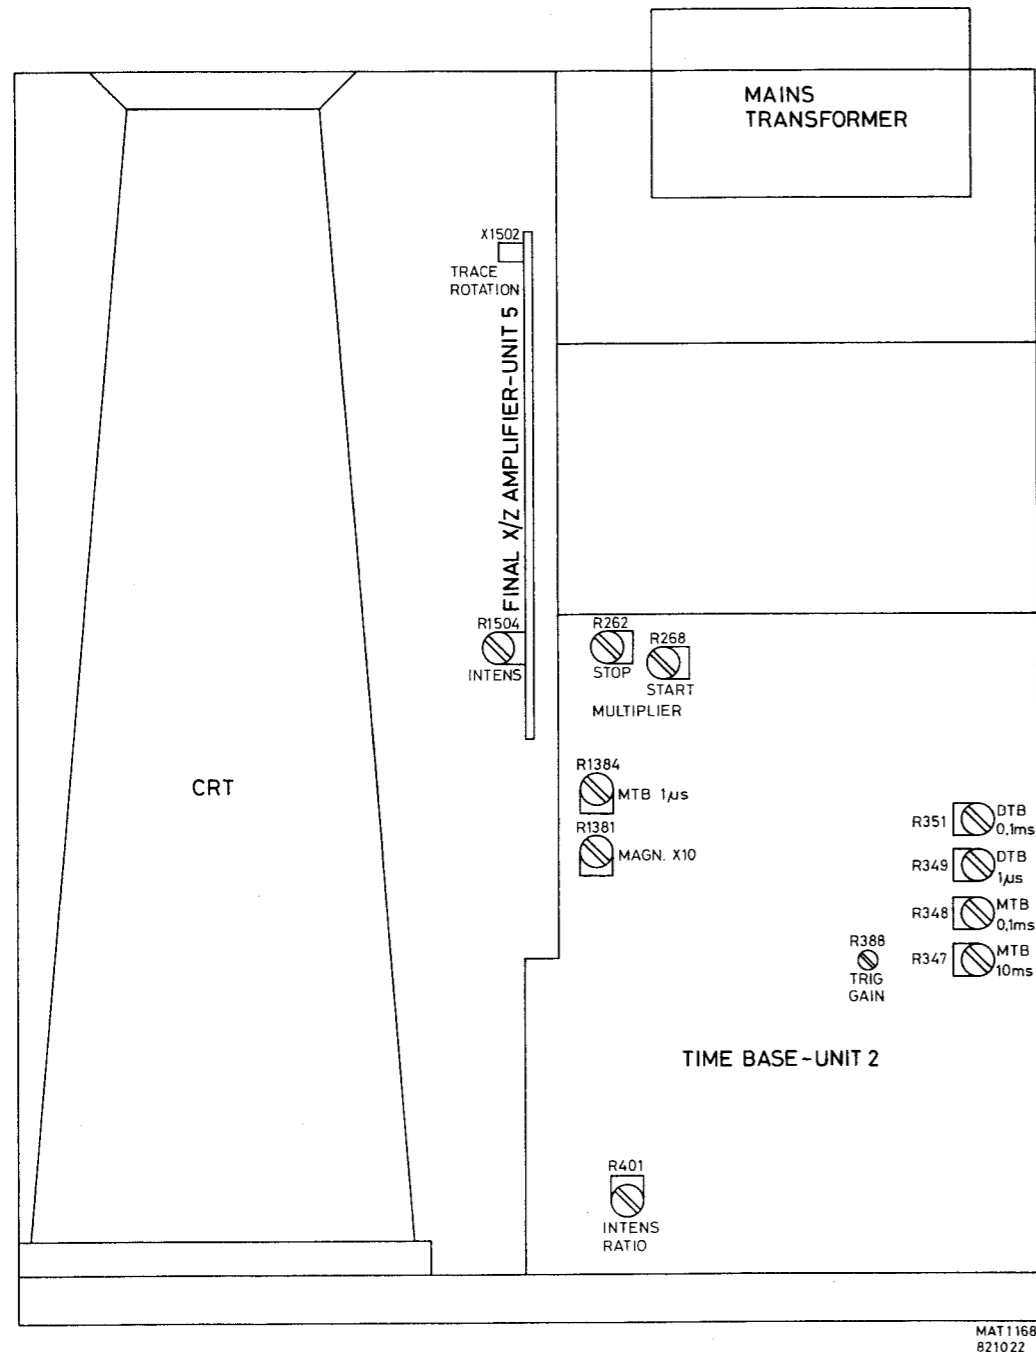 MAINS
TRANSFORMER
X1502
TRACE
ROTATION
FINAL X/Z AMPLIFIER-UNIT 5
R1504
INTENS
R262
STOP
R268
START
MULTIPLIER
CRT
R1384
MTB 1µs
R1381
MAGN. X10
R351
DTB
0,1ms
R349
DTB
1µs
R348
MTB
0,1ms
R347
MTB
10ms
R388
TRIG
GAIN
TIME BASE-UNIT 2
R401
INTENS
RATIO
MAT1168
821022